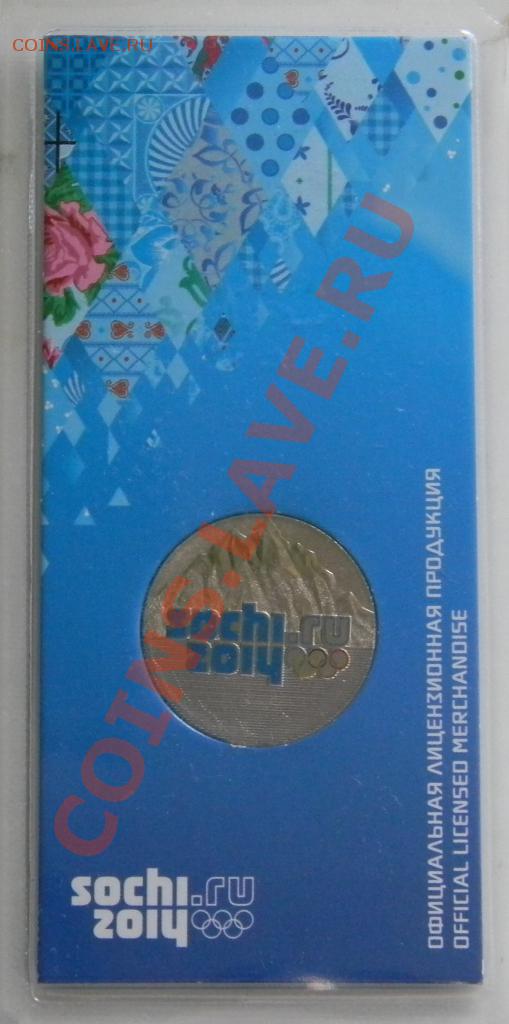 COINS.LAVE.RU
COINS.LAVE.RU
sochi.ru
2014
sochi.ru
2014
ОФИЦИАЛЬНАЯ ЛИЦЕНЗИОННАЯ ПРОДУКЦИЯ
OFFICIAL LICENSED MERCHANDISE